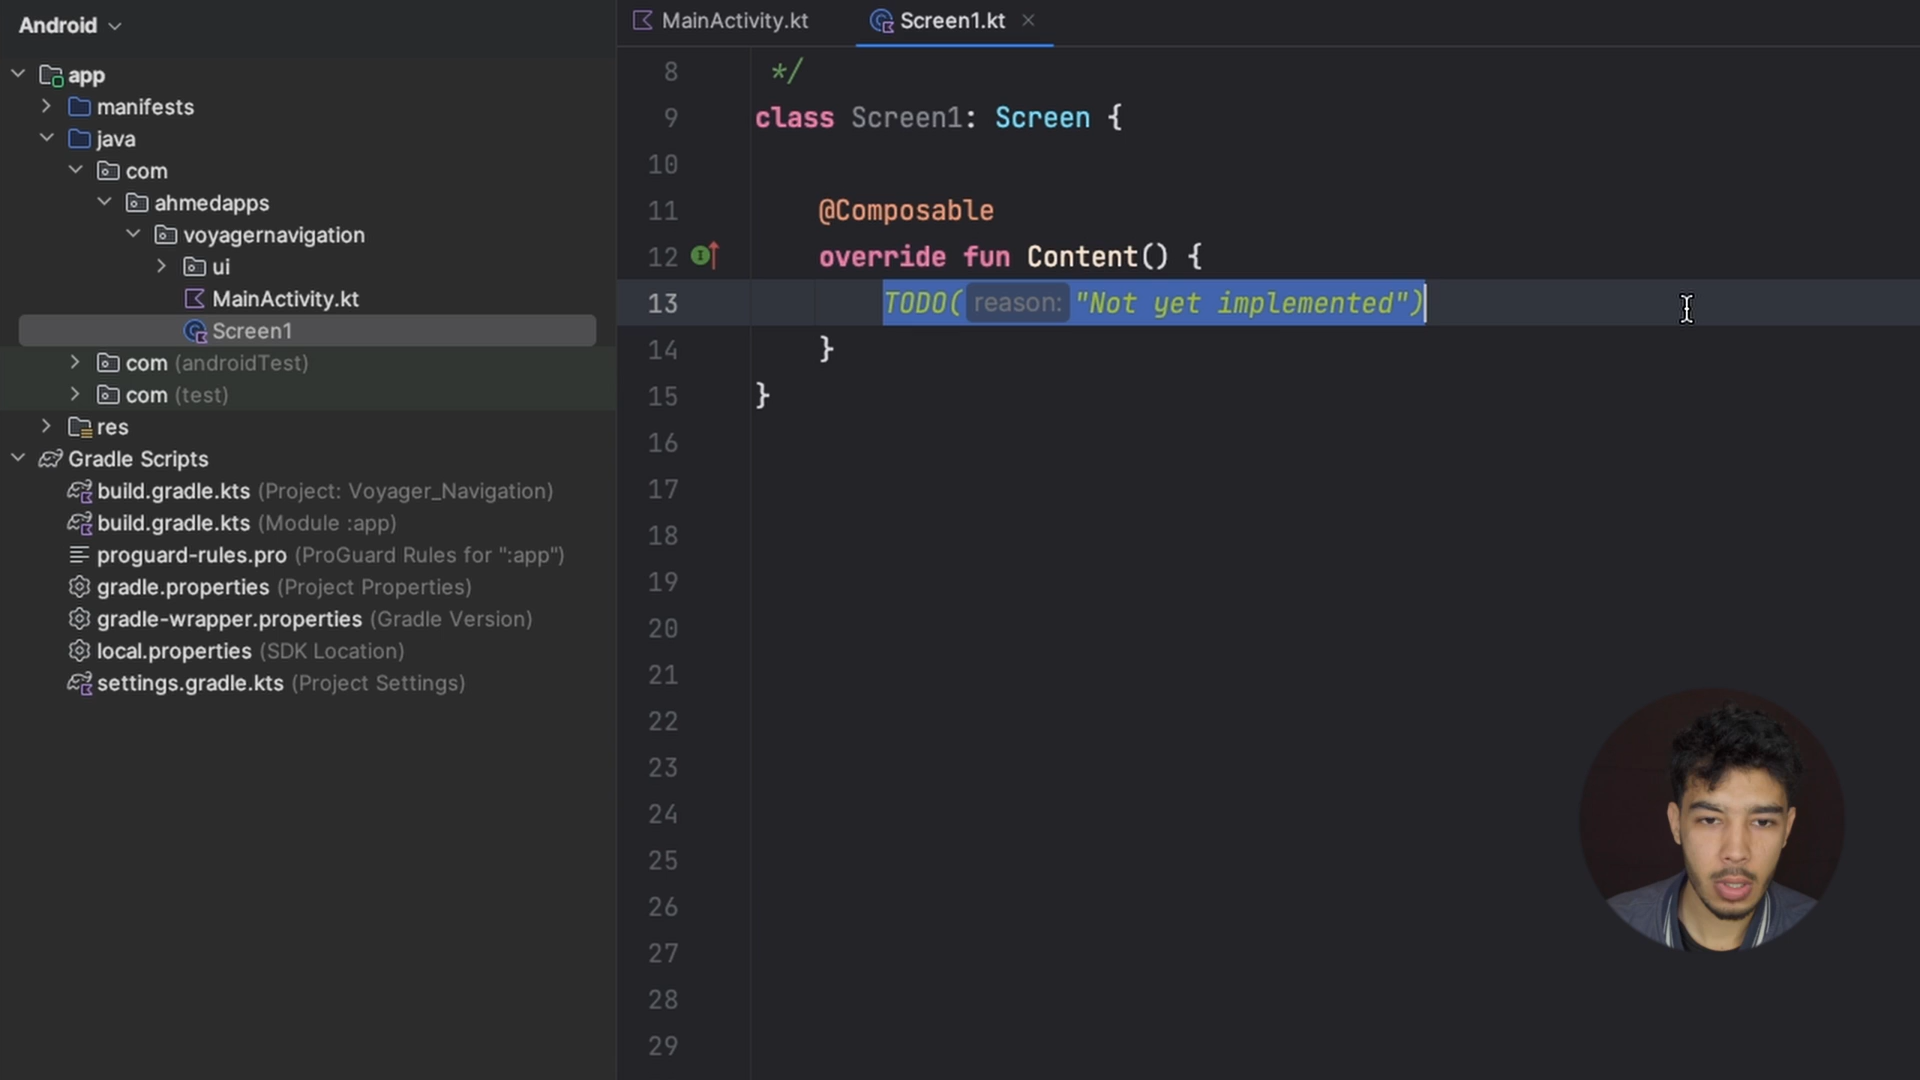 Android
app
manifests
java
com
ahmedapps
voyagernavigation
ui
MainActivity.kt
Screen1
com (androidTest)
com (test)
res
Gradle Scripts
build.gradle.kts (Project: Voyager_Navigation)
build.gradle.kts (Module :app)
proguard-rules.pro (ProGuard Rules for ":app")
gradle.properties (Project Properties)
gradle-wrapper.properties (Gradle Version)
local.properties (SDK Location)
settings.gradle.kts (Project Settings)
MainActivity.kt Screen1.kt
8 */
9 class Screen1: Screen {
10
11 @Composable
12 override fun Content() {
13 TODO( reason: "Not yet implemented")
14 }
15 }
16
17
18
19
20
21
22
23
24
25
26
27
28
29